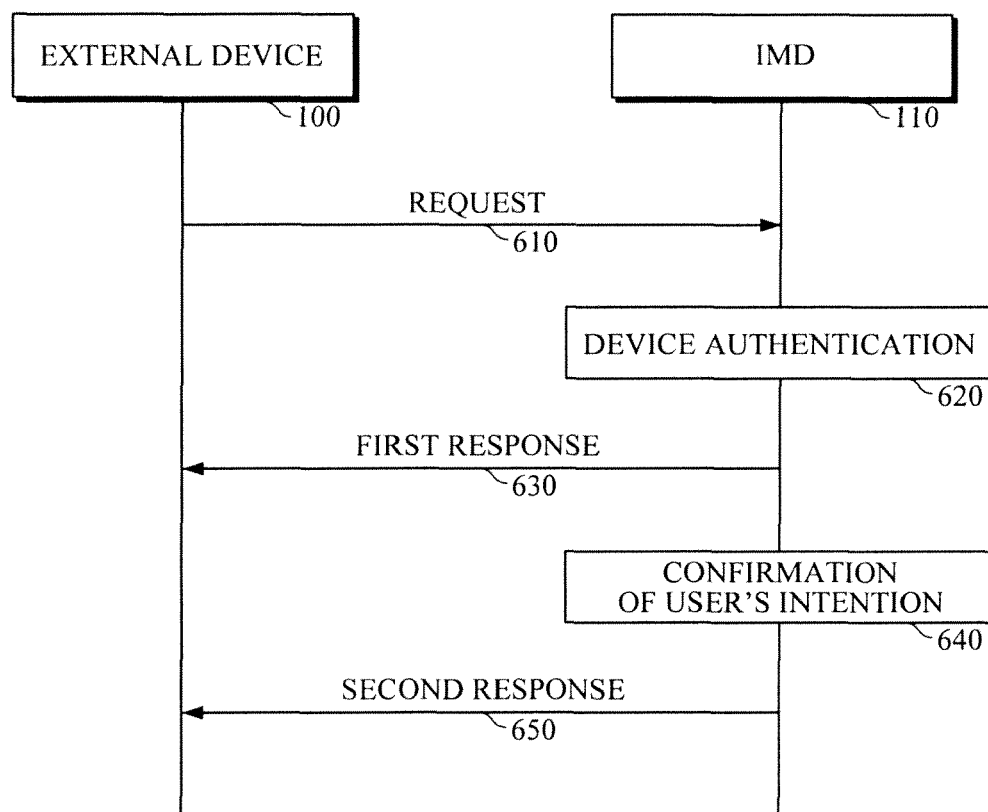 EXTERNAL DEVICE
100
IMD
110
REQUEST
610
DEVICE AUTHENTICATION
620
FIRST RESPONSE
630
CONFIRMATION
OF USER'S INTENTION
640
SECOND RESPONSE
650